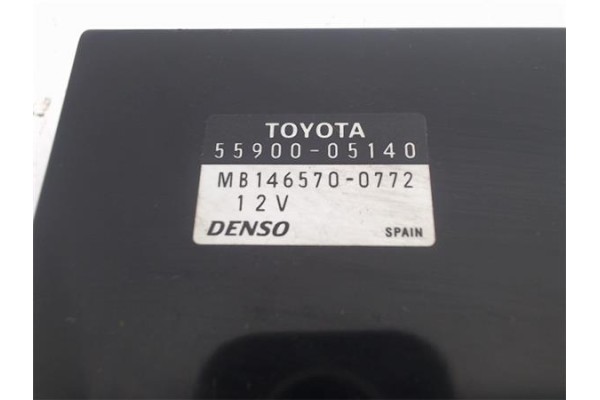 TOYOTA
55900-05140
MB146570-0772
12V
DENSO SPAIN